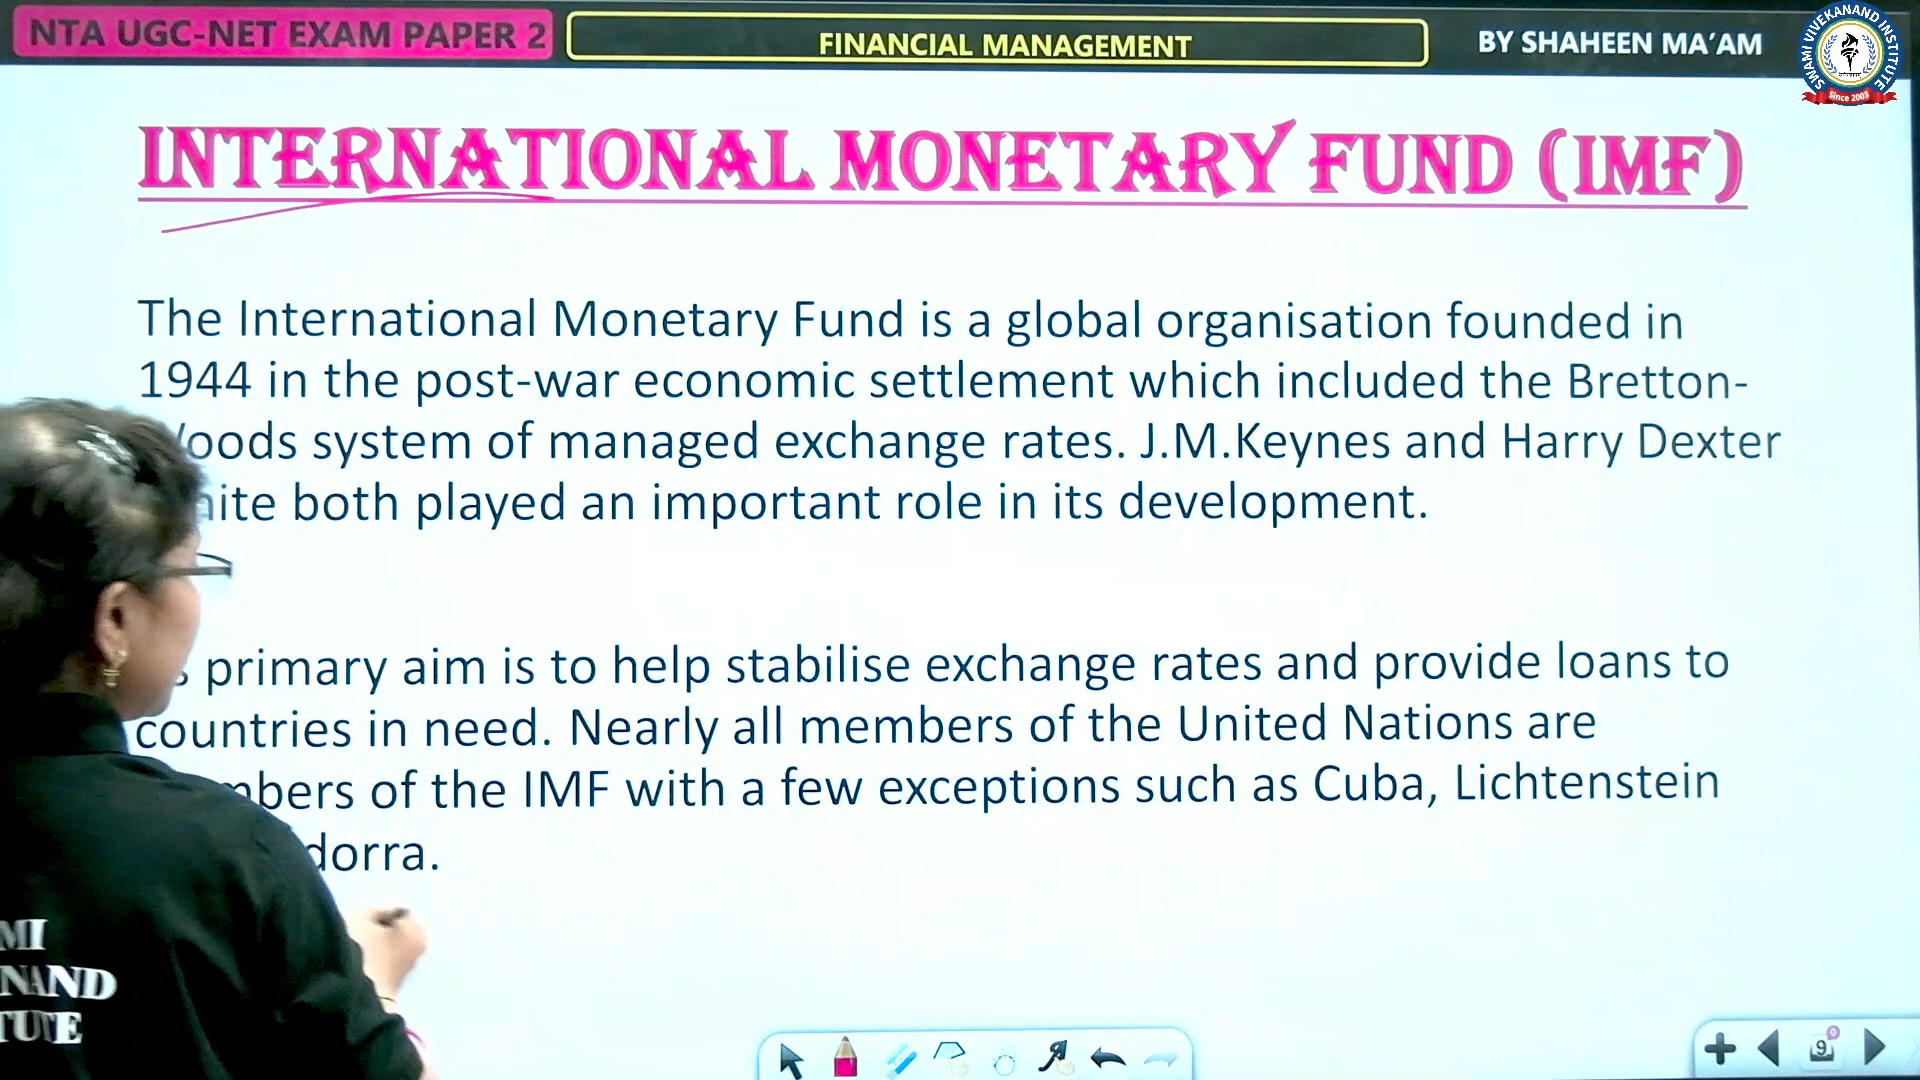 NTA UGC-NET EXAM PAPER 2
FINANCIAL MANAGEMENT
BY SHAHEEN MA'AM
SWAMI VIVEKANAND INSTITUTE
Since 2003
INTERNATIONAL MONETARY FUND (IMF)
The International Monetary Fund is a global organisation founded in
1944 in the post-war economic settlement which included the Bretton-
oods system of managed exchange rates. J.M.Keynes and Harry Dexter
ite both played an important role in its development.
primary aim is to help stabilise exchange rates and provide loans to
countries in need. Nearly all members of the United Nations are
mbers of the IMF with a few exceptions such as Cuba, Lichtenstein
dorra.
MI
NAND
TUTE
9
0